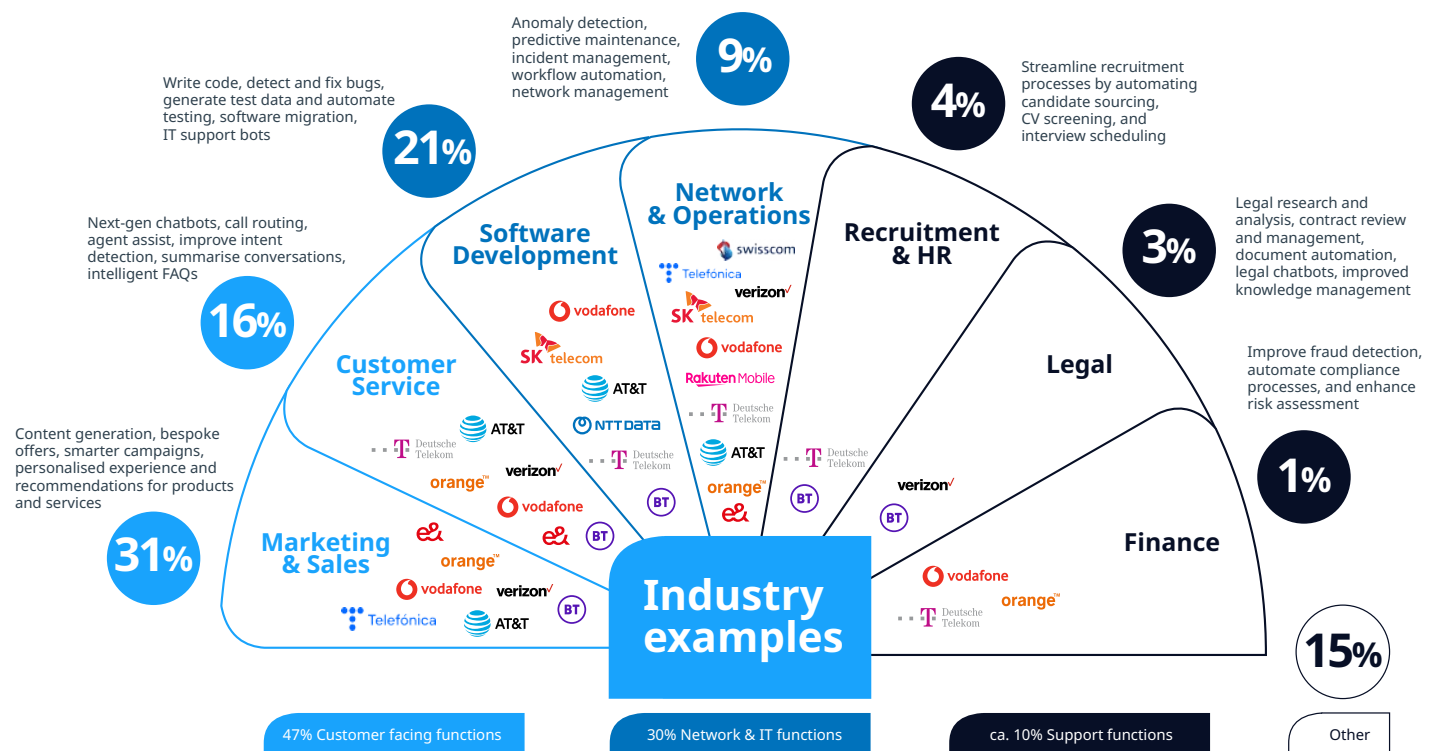 Anomaly detection,
predictive maintenance,
incident management,
workflow automation,
network management
9%
Write code, detect and fix bugs,
generate test data and automate
testing, software migration,
IT support bots
21%
4%
Streamline recruitment
processes by automating
candidate sourcing,
CV screening, and
interview scheduling
Next-gen chatbots, call routing,
agent assist, improve intent
detection, summarise conversations,
intelligent FAQs
16%
3%
Legal research and
analysis, contract review
and management,
document automation,
legal chatbots, improved
knowledge management
Content generation, bespoke
offers, smarter campaigns,
personalised experience and
recommendations for products
and services
31%
Improve fraud detection,
automate compliance
processes, and enhance
risk assessment
1%
Marketing
& Sales
e&
orange™
vodafone
verizon✓
BT
Telefónica
AT&T
Customer
Service
AT&T
T Deutsche
Telekom
verizon✓
orange™
vodafone
e&
BT
Software
Development
vodafone
SK telecom
AT&T
NTT DATA
T Deutsche
Telekom
BT
Network
& Operations
swisscom
Telefónica
verizon✓
SK telecom
vodafone
Rakuten Mobile
T Deutsche
Telekom
AT&T
orange™
e&
Recruitment
& HR
T Deutsche
Telekom
BT
Legal
verizon✓
BT
Finance
vodafone
orange™
T Deutsche
Telekom
Industry
examples
15%
47% Customer facing functions
30% Network & IT functions
ca. 10% Support functions
Other